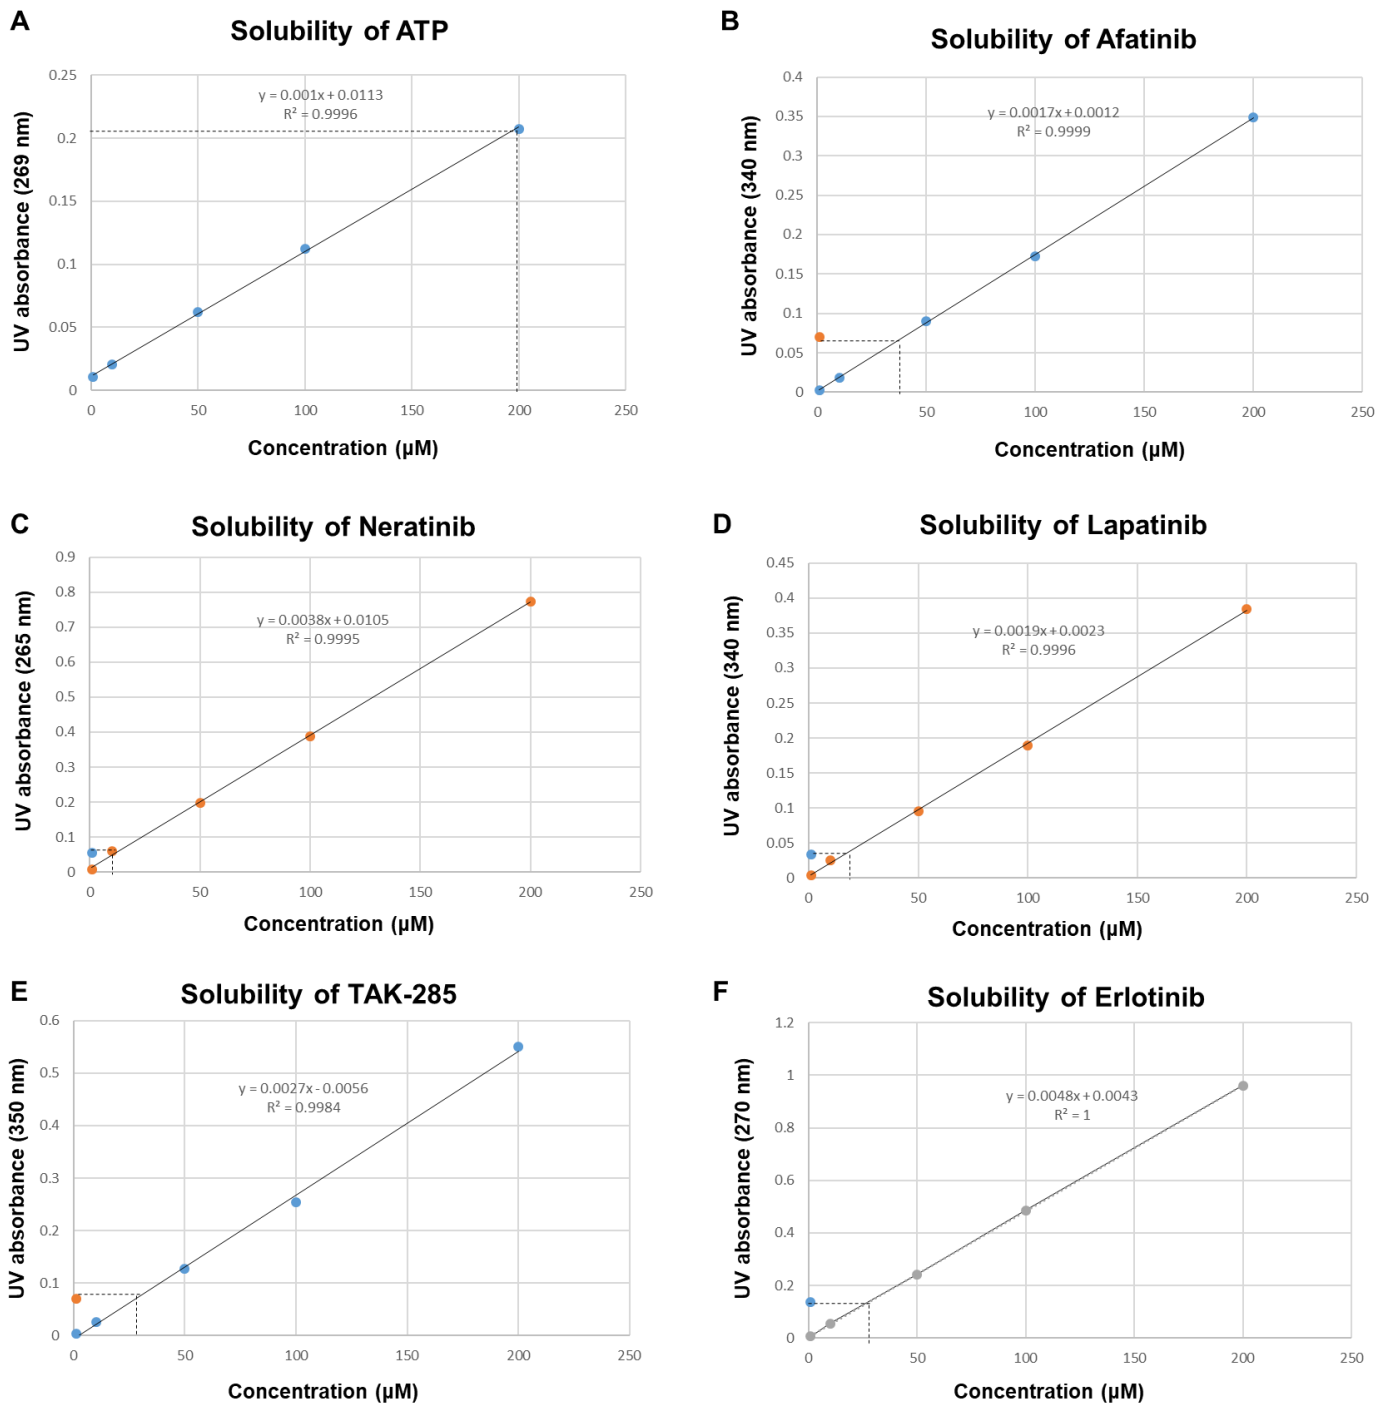 A
Solubility of ATP
UV absorbance (269 nm)
0.25
0.2
0.15
0.1
0.05
0
y = 0.001x + 0.0113
R² = 0.9996
0 50 100 150 200 250
Concentration (µM)
B
Solubility of Afatinib
UV absorbance (340 nm)
0.4
0.35
0.3
0.25
0.2
0.15
0.1
0.05
0
y = 0.0017x + 0.0012
R² = 0.9999
0 50 100 150 200 250
Concentration (µM)
C
Solubility of Neratinib
UV absorbance (265 nm)
0.9
0.8
0.7
0.6
0.5
0.4
0.3
0.2
0.1
0
y = 0.0038x + 0.0105
R² = 0.9995
0 50 100 150 200 250
Concentration (µM)
D
Solubility of Lapatinib
UV absorbance (340 nm)
0.45
0.4
0.35
0.3
0.25
0.2
0.15
0.1
0.05
0
y = 0.0019x + 0.0023
R² = 0.9996
0 50 100 150 200 250
Concentration (µM)
E
Solubility of TAK-285
UV absorbance (350 nm)
0.6
0.5
0.4
0.3
0.2
0.1
0
y = 0.0027x - 0.0056
R² = 0.9984
0 50 100 150 200 250
Concentration (µM)
F
Solubility of Erlotinib
UV absorbance (270 nm)
1.2
1
0.8
0.6
0.4
0.2
0
y = 0.0048x + 0.0043
R² = 1
0 50 100 150 200 250
Concentration (µM)